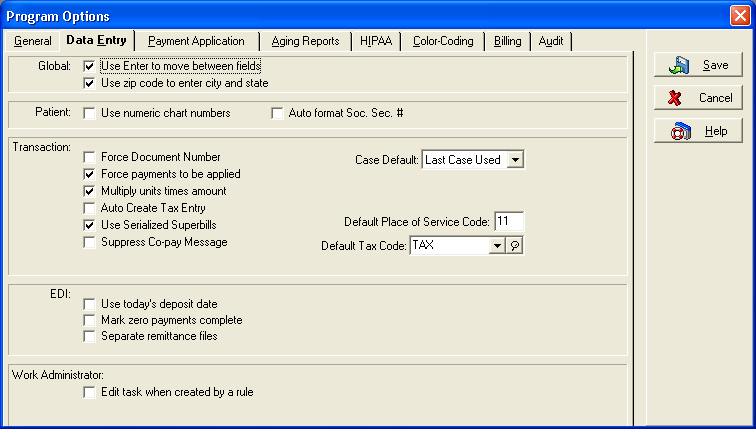 Program Options
General Data Entry Payment Application Aging Reports HIPAA Color-Coding Billing Audit
Global: Use Enter to move between fields
Use zip code to enter city and state
Save
Cancel
Help
Patient: Use numeric chart numbers Auto format Soc. Sec. #
Transaction:
Force Document Number
Force payments to be applied
Multiply units times amount
Auto Create Tax Entry
Use Serialized Superbills
Suppress Co-pay Message
Case Default: Last Case Used
Default Place of Service Code: 11
Default Tax Code: TAX
EDI:
Use today's deposit date
Mark zero payments complete
Separate remittance files
Work Administrator:
Edit task when created by a rule